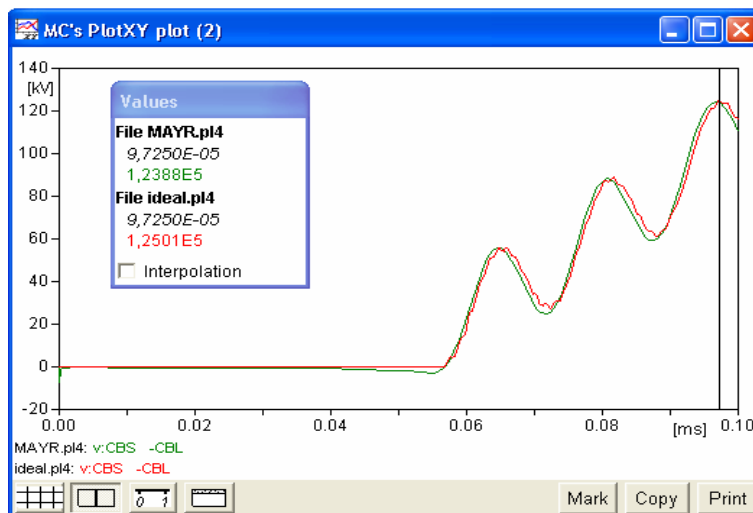 MC's PlotXY plot (2)
140
[kV]
120
100
80
60
40
20
0
-20
Values
File MAYR.pl4
9,7250E-05
1,2388E5
File ideal.pl4
9,7250E-05
1,2501E5
Interpolation
0.00 0.02 0.04 0.06 0.08 [ms] 0.10
MAYR.pl4: v:CBS -CBL
ideal.pl4: v:CBS -CBL
0 1
Mark Copy Print